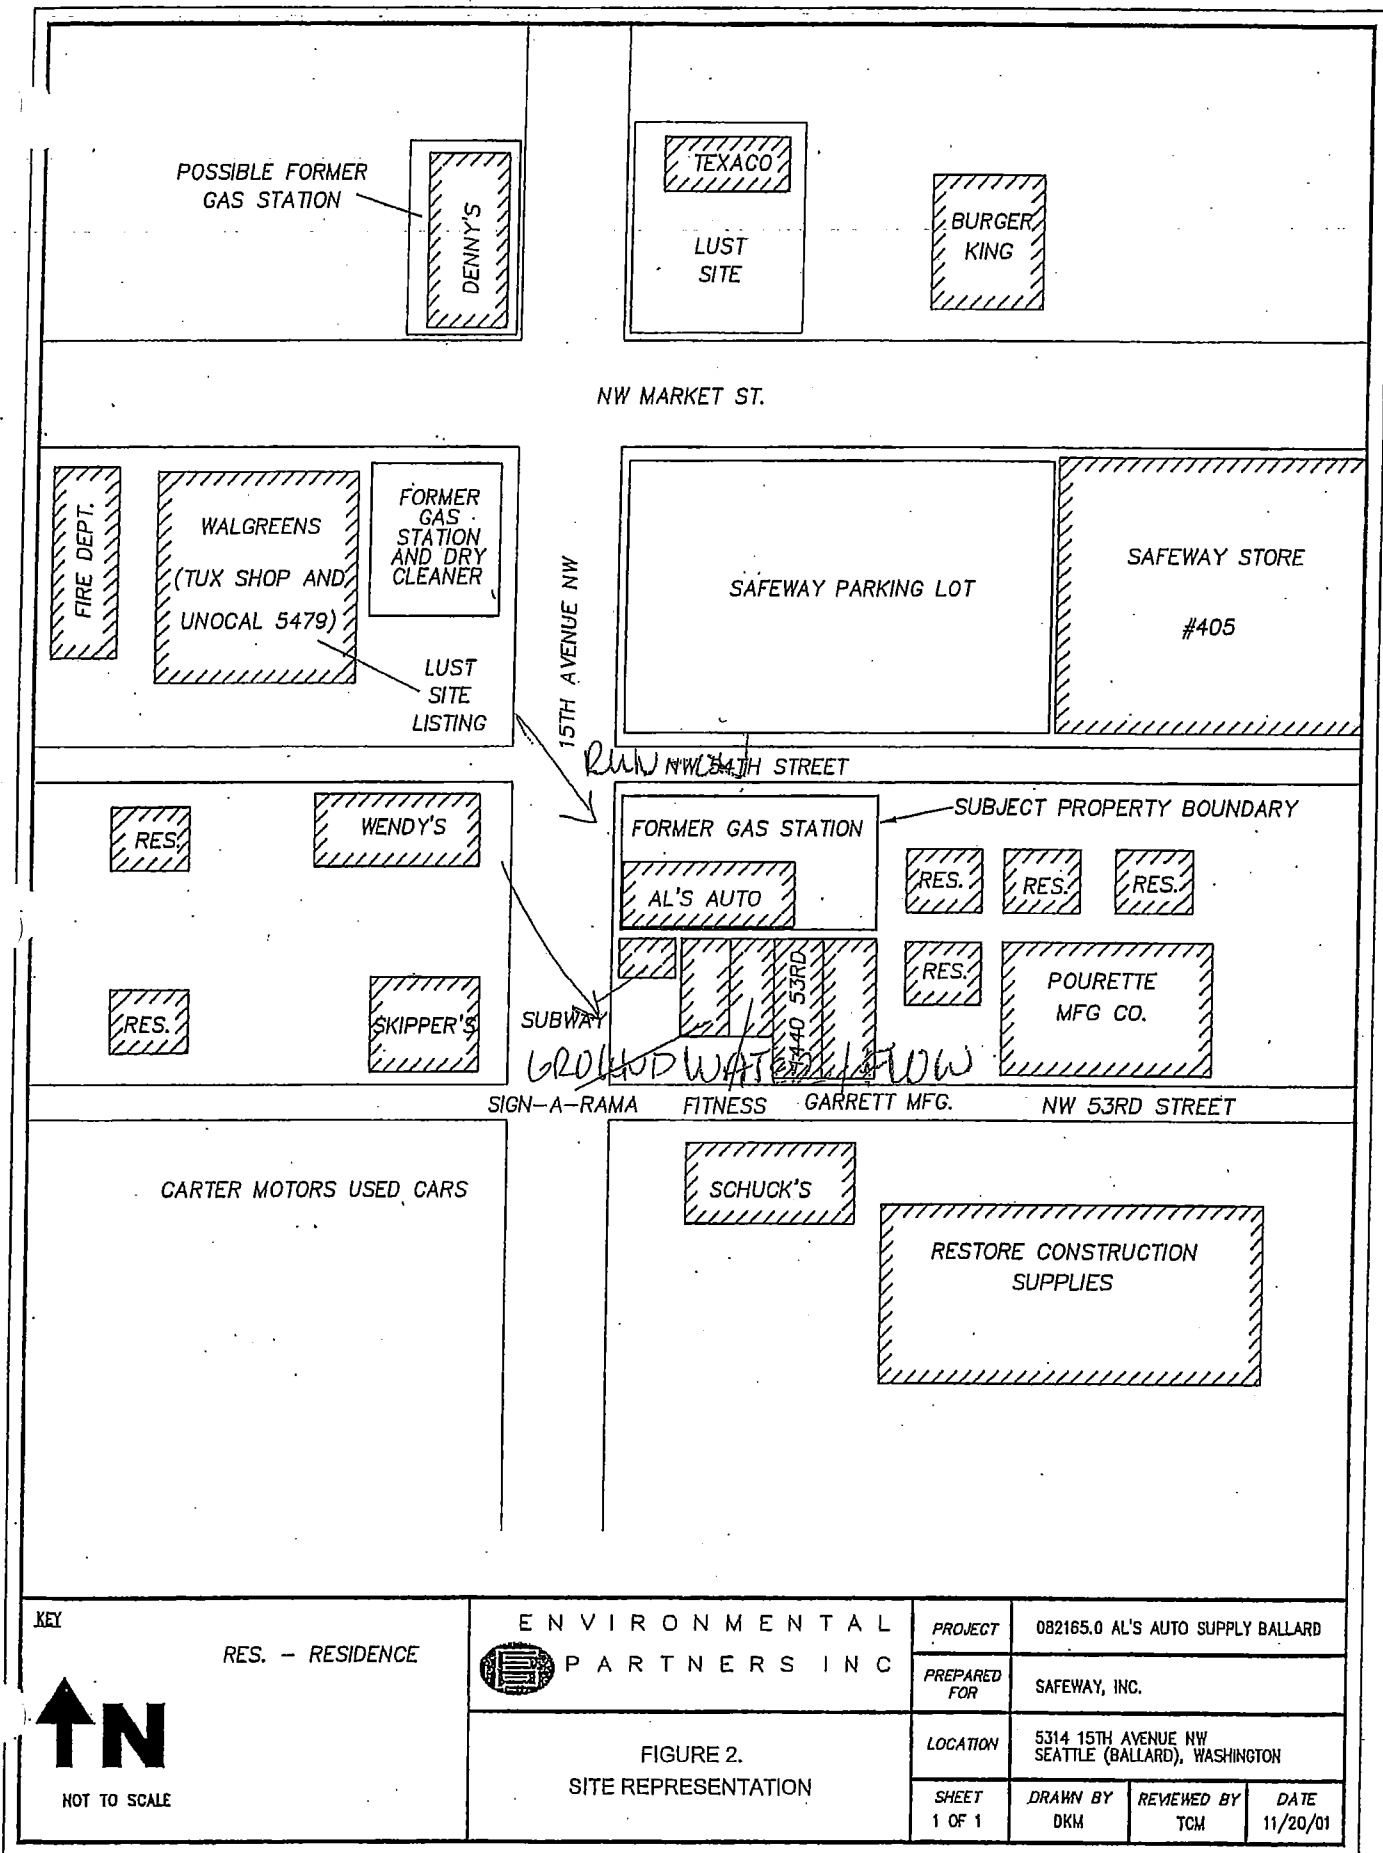 POSSIBLE FORMER
GAS STATION
DENNY'S
TEXACO
LUST
SITE
BURGER
KING
NW MARKET ST.
FIRE DEPT.
WALGREENS
(TUX SHOP AND
UNOCAL 5479)
FORMER
GAS
STATION
AND DRY
CLEANER
LUST
SITE
LISTING
15TH AVENUE NW
SAFEWAY PARKING LOT
SAFEWAY STORE
#405
RUN
NW 54TH STREET
RES.
WENDY'S
FORMER GAS STATION
SUBJECT PROPERTY BOUNDARY
AL'S AUTO
RES.
RES.
RES.
RES.
POURETTE
MFG CO.
RES.
SKIPPER'S
SUBWAY
1440 53RD
GROUND WATER FLOW
SIGN-A-RAMA
FITNESS
GARRETT MFG.
NW 53RD STREET
CARTER MOTORS USED CARS
SCHUCK'S
RESTORE CONSTRUCTION
SUPPLIES
KEY
RES. - RESIDENCE
N
NOT TO SCALE
ENVIRONMENTAL
PARTNERS INC
FIGURE 2.
SITE REPRESENTATION
PROJECT
082165.0 AL'S AUTO SUPPLY BALLARD
PREPARED
FOR
SAFEWAY, INC.
LOCATION
5314 15TH AVENUE NW
SEATTLE (BALLARD), WASHINGTON
SHEET
1 OF 1
DRAWN BY
DKM
REVIEWED BY
TCM
DATE
11/20/01